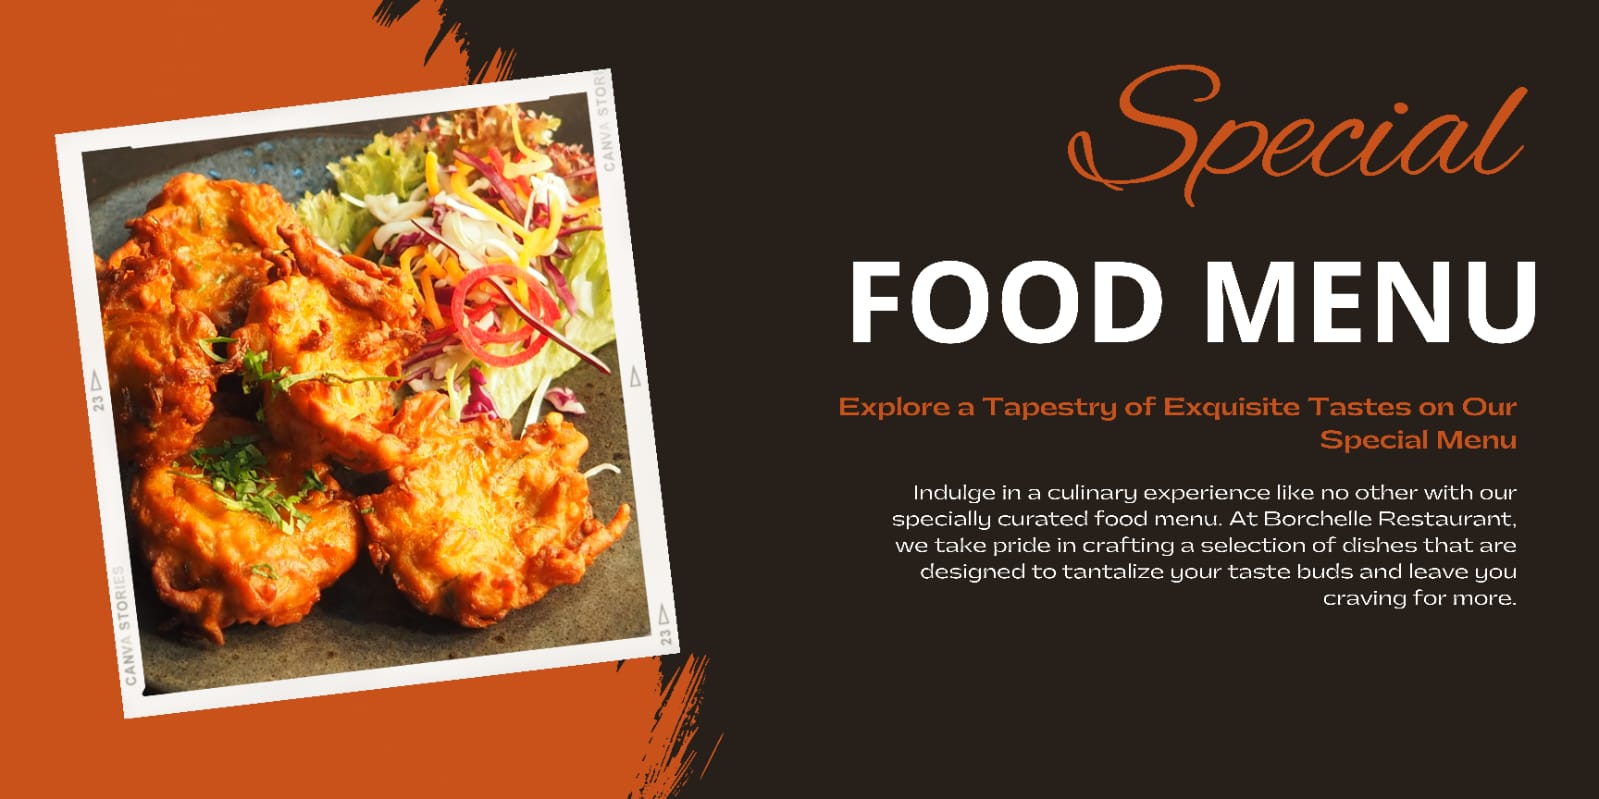 Special
FOOD MENU
Explore a Tapestry of Exquisite Tastes on Our
Special Menu
Indulge in a culinary experience like no other with our
specially curated food menu. At Borchelle Restaurant,
we take pride in crafting a selection of dishes that are
designed to tantalize your taste buds and leave you
craving for more.
CANVA STORI
23
CANVA STORIES
23